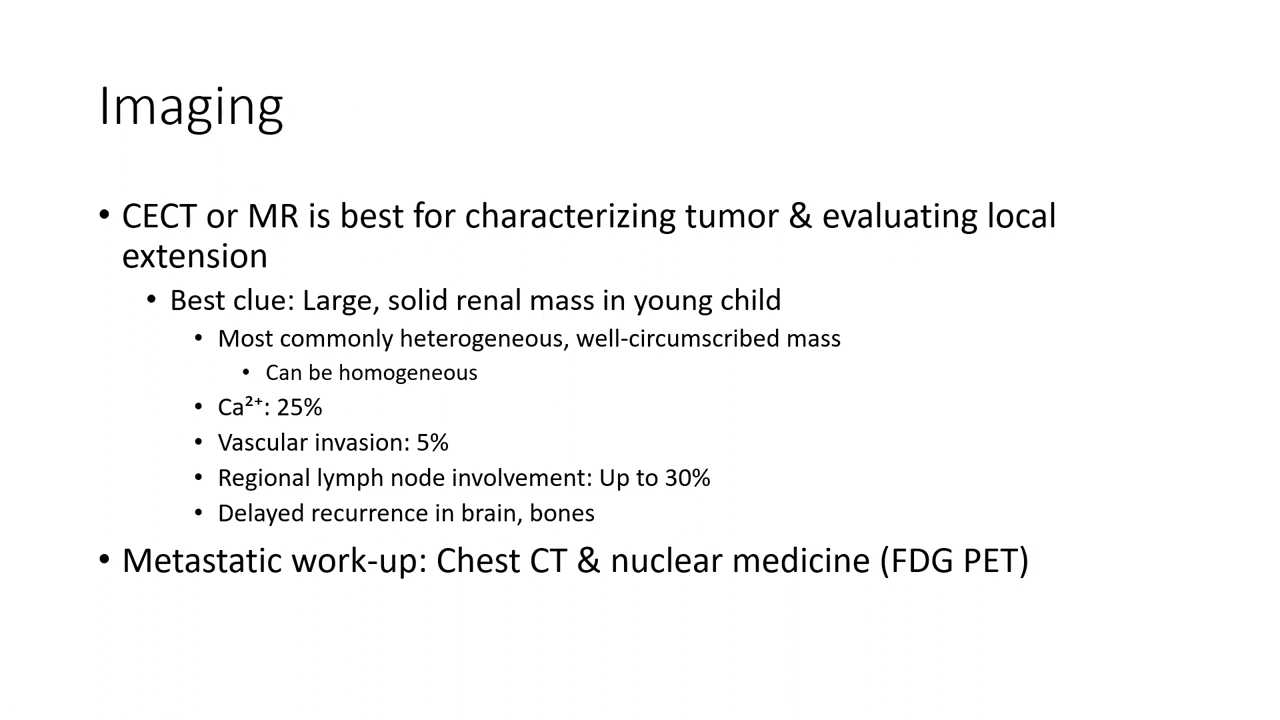 Imaging
• CECT or MR is best for characterizing tumor & evaluating local
extension
• Best clue: Large, solid renal mass in young child
• Most commonly heterogeneous, well-circumscribed mass
• Can be homogeneous
• Ca²⁺: 25%
• Vascular invasion: 5%
• Regional lymph node involvement: Up to 30%
• Delayed recurrence in brain, bones
• Metastatic work-up: Chest CT & nuclear medicine (FDG PET)